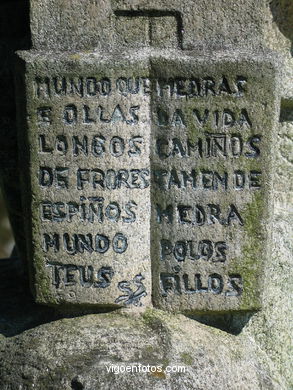 MUNDO QUE
E OLLAS
LONGOS
DE FRORES
ESPIÑOS
MUNDO
TEUS
MEDRAS
DA VIDA
CAMIÑOS
TAMEN DE
MEDRA
POLOS
FILLOS
www.vigoenfotos.com